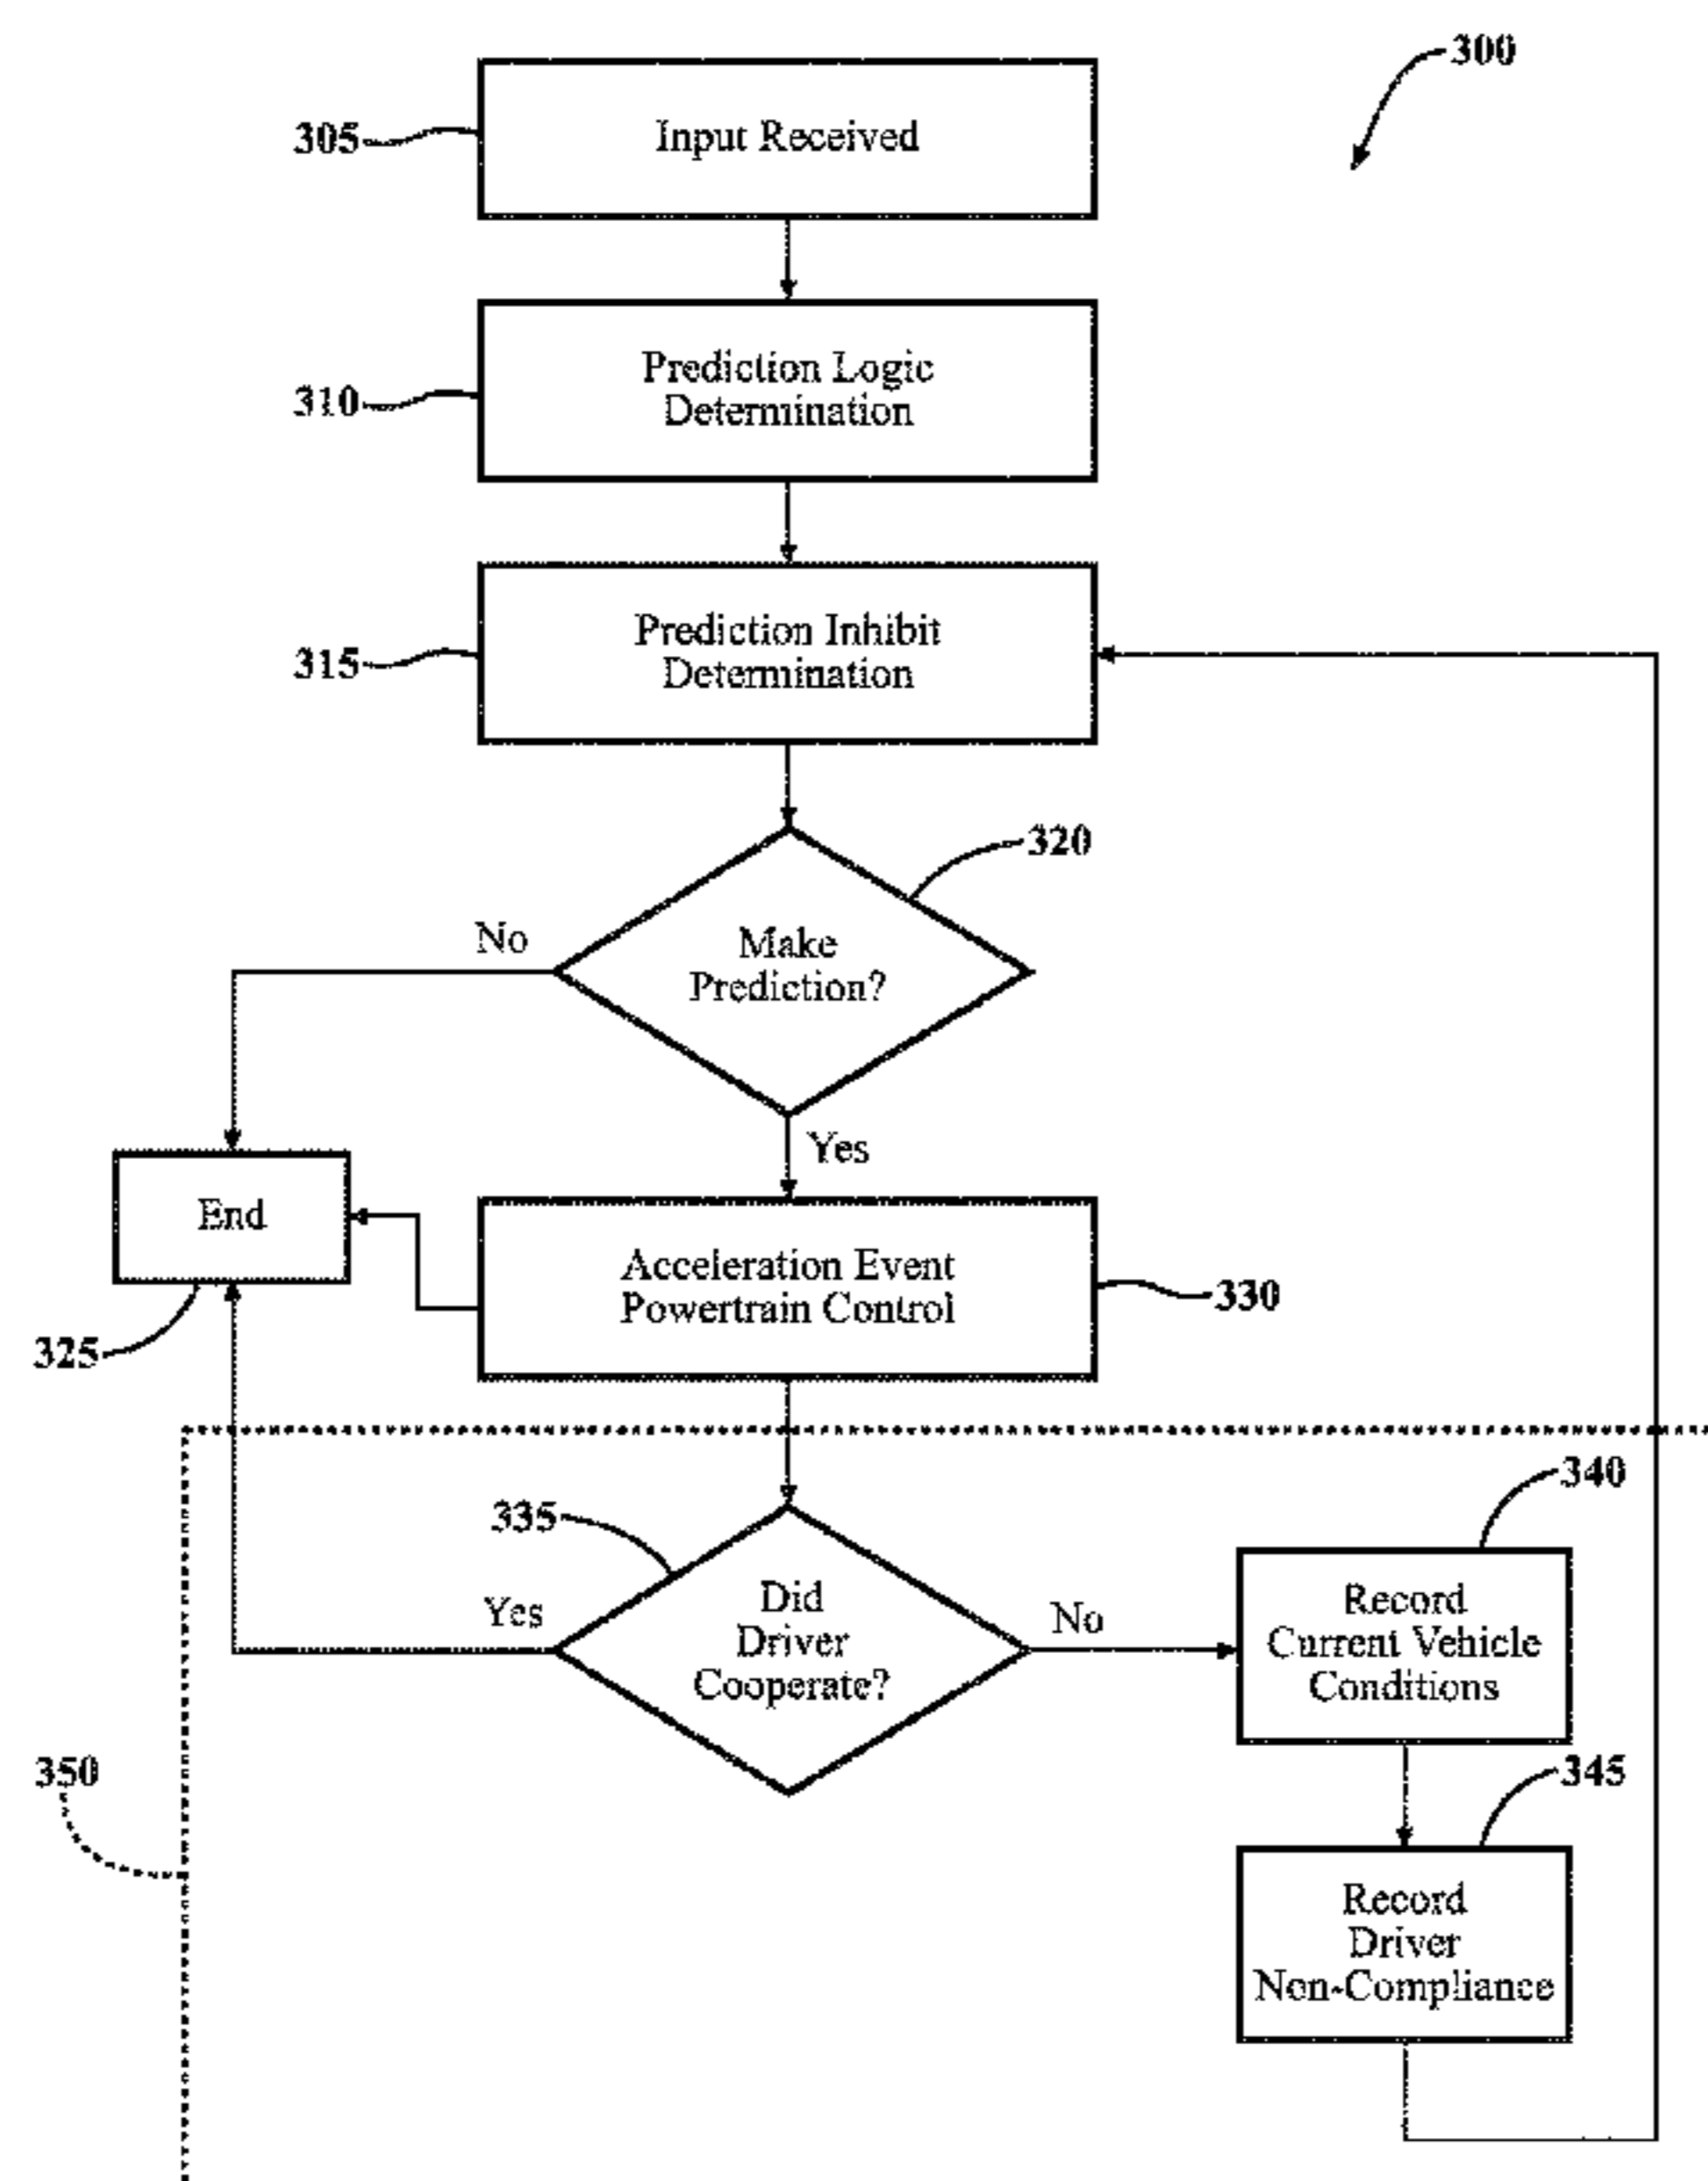 300
305
Input Received
310
Prediction Logic
Determination
315
Prediction Inhibit
Determination
320
No
Make
Prediction?
Yes
End
325
Acceleration Event
Powertrain Control
330
335
Yes
Did
Driver
Cooperate?
No
340
Record
Current Vehicle
Conditions
350
345
Record
Driver
Non-Compliance